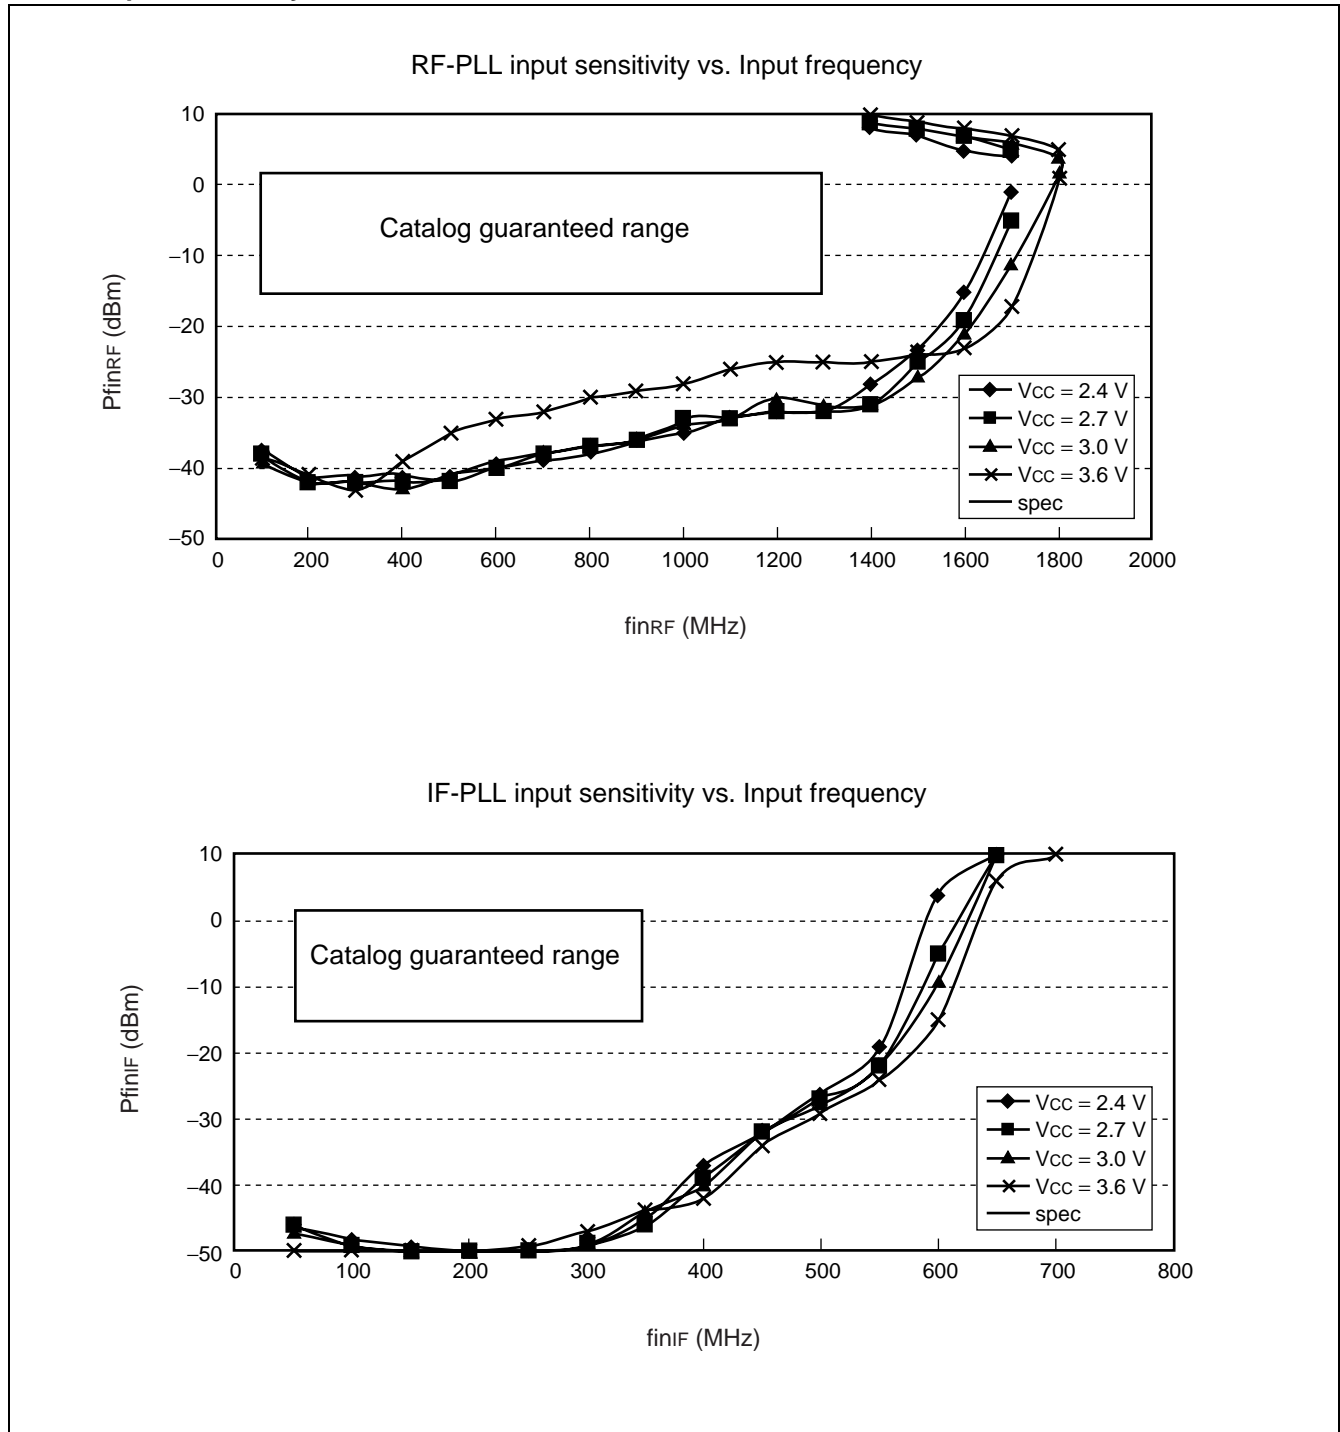 RF-PLL input sensitivity vs. Input frequency
10
0
–10
–20
–30
–40
–50
PfinRF (dBm)
Catalog guaranteed range
VCC = 2.4 V
VCC = 2.7 V
VCC = 3.0 V
VCC = 3.6 V
spec
0 200 400 600 800 1000 1200 1400 1600 1800 2000
finRF (MHz)
IF-PLL input sensitivity vs. Input frequency
10
0
–10
–20
–30
–40
–50
PfinIF (dBm)
Catalog guaranteed range
VCC = 2.4 V
VCC = 2.7 V
VCC = 3.0 V
VCC = 3.6 V
spec
0 100 200 300 400 500 600 700 800
finIF (MHz)